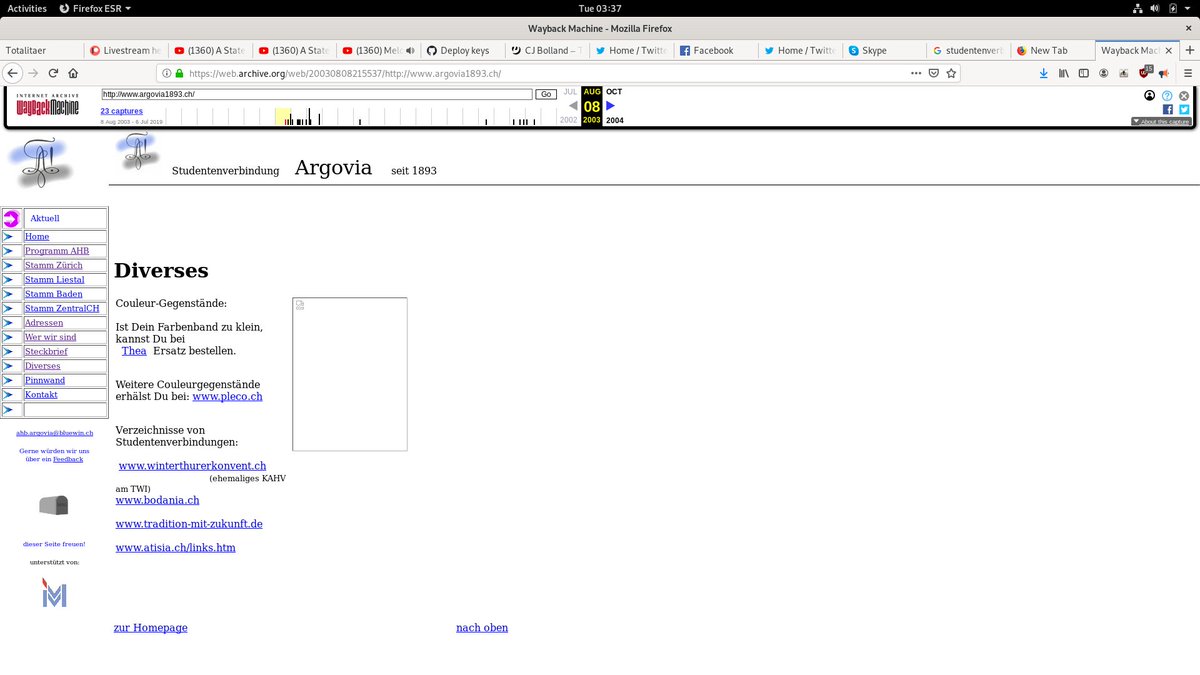 Activities
Firefox ESR
Tue 03:37
Wayback Machine - Mozilla Firefox
Totalitaer
Livestream he
(1360) A State
(1360) A State
(1360) Melo
Deploy keys
CJ Bolland – T
Home / Twitte
Facebook
Home / Twitte
Skype
studentenverb
New Tab
Wayback Mac
https://web.archive.org/web/20030808215537/http://www.argovia1893.ch/
15
INTERNET ARCHIVE
WayBackMachine
http://www.argovia1893.ch/
Go
JUL
AUG
OCT
23 captures
08
8 Aug 2003 - 6 Jul 2019
2002
2003
2004
About this capture
Studentenverbindung Argovia seit 1893
Aktuell
Home
Programm AHB
Stamm Zürich
Stamm Liestal
Stamm Baden
Stamm ZentralCH
Adressen
Wer wir sind
Steckbrief
Diverses
Pinnwand
Kontakt
ahb.argovia@bluewin.ch
Gerne würden wir uns
über ein Feedback
dieser Seite freuen!
unterstützt von:
Diverses
Couleur-Gegenstände:
Ist Dein Farbenband zu klein,
kannst Du bei
Thea Ersatz bestellen.
Weitere Couleurgegenstände
erhälst Du bei: www.pleco.ch
Verzeichnisse von
Studentenverbindungen:
www.winterthurerkonvent.ch
(ehemaliges KAHV
am TWI)
www.bodania.ch
www.tradition-mit-zukunft.de
www.atisia.ch/links.htm
zur Homepage
nach oben